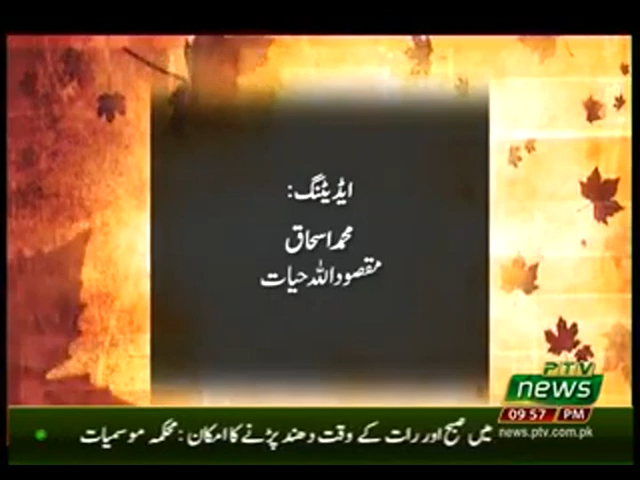 ایڈیٹنگ:
محمد اسحاق
مقصود اللہ حیات
PTV
news
09:57 PM
news.ptv.com.pk
میں صبح اور رات کے وقت دھند پڑنے کا امکان : محکمہ موسمیات